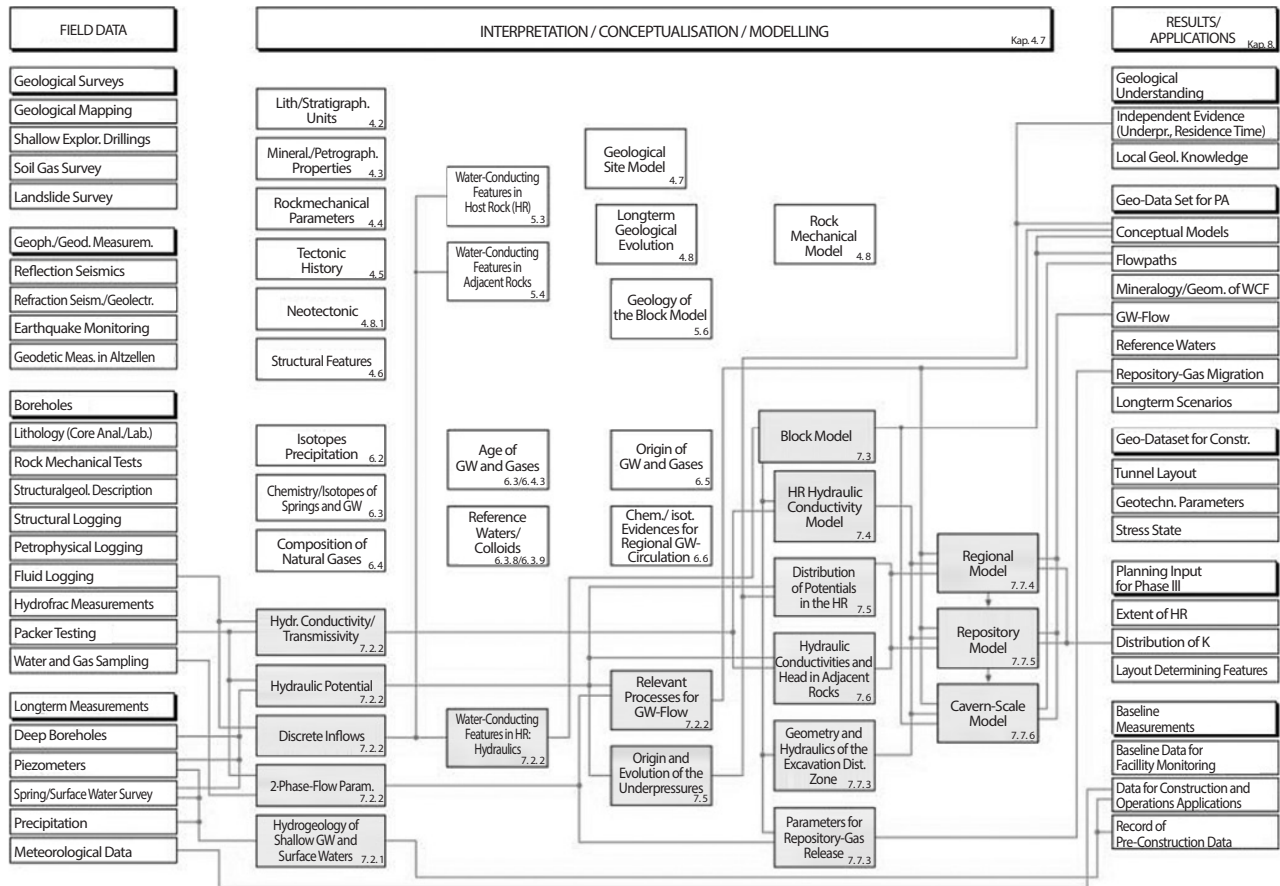 FIELD DATA
Geological Surveys
Geological Mapping
Shallow Explor. Drillings
Soil Gas Survey
Landslide Survey
Geoph./Geod. Measurem.
Reflection Seismics
Refraction Seism./Geolectr.
Earthquake Monitoring
Geodetic Meas. in Altzellen
Boreholes
Lithology (Core Anal./Lab.)
Rock Mechanical Tests
Structuralgeol. Description
Structural Logging
Petrophysical Logging
Fluid Logging
Hydrofrac Measurements
Packer Testing
Water and Gas Sampling
Longterm Measurements
Deep Boreholes
Piezometers
Spring/Surface Water Survey
Precipitation
Meteorological Data
INTERPRETATION / CONCEPTUALISATION / MODELLING
Kap. 4. 7
Lith/Stratigraph.
Units
4. 2
Mineral./Petrograph.
Properties
4. 3
Rockmechanical
Parameters
4. 4
Tectonic
History
4. 5
Neotectonic
4. 8. 1
Structural Features
4. 6
Isotopes
Precipitation
6. 2
Chemistry/Isotopes of
Springs and GW
6. 3
Composition of
Natural Gases
6. 4
Hydr. Conductivity/
Transmissivity
7. 2. 2
Hydraulic Potential
7. 2. 2
Discrete Inflows
7. 2. 2
2-Phase-Flow Param.
7. 2. 2
Hydrogeology of
Shallow GW and
Surface Waters
7. 2. 1
Water-Conducting
Features in
Host Rock (HR)
5. 3
Water-Conducting
Features in
Adjacent Rocks
5. 4
Age of
GW and Gases
6. 3/6. 4. 3
Reference
Waters/
Colloids
6. 3. 8/6. 3. 9
Water-Conducting
Features in HR:
Hydraulics
7. 2. 2
Geological
Site Model
4. 7
Longterm
Geological
Evolution
4. 8
Geology of
the Block Model
5. 6
Origin of
GW and Gases
6. 5
Chem./ isot.
Evidences for
Regional GW-
Circulation
6. 6
Relevant
Processes for
GW-Flow
7. 2. 2
Origin and
Evolution of the
Underpressures
7. 5
Rock
Mechanical
Model
4. 8
Block Model
7. 3
HR Hydraulic
Conductivity
Model
7. 4
Distribution
of Potentials
in the HR
7. 5
Hydraulic
Conductivities and
Head in Adjacent
Rocks
7. 6
Geometry and
Hydraulics of the
Excavation Dist.
Zone
7. 7. 3
Parameters for
Repository-Gas
Release
7. 7. 3
Regional
Model
7. 7. 4
Repository
Model
7. 7. 5
Cavern-Scale
Model
7. 7. 6
RESULTS/
APPLICATIONS
Kap. 8.
Geological
Understanding
Independent Evidence
(Underpr., Residence Time)
Local Geol. Knowledge
Geo-Data Set for PA
Conceptual Models
Flowpaths
Mineralogy/Geom. of WCF
GW-Flow
Reference Waters
Repository-Gas Migration
Longterm Scenarios
Geo-Dataset for Constr.
Tunnel Layout
Geotechn. Parameters
Stress State
Planning Input
for Phase III
Extent of HR
Distribution of K
Layout Determining Features
Baseline
Measurements
Baseline Data for
Facillity Monitoring
Data for Construction and
Operations Applications
Record of
Pre-Construction Data